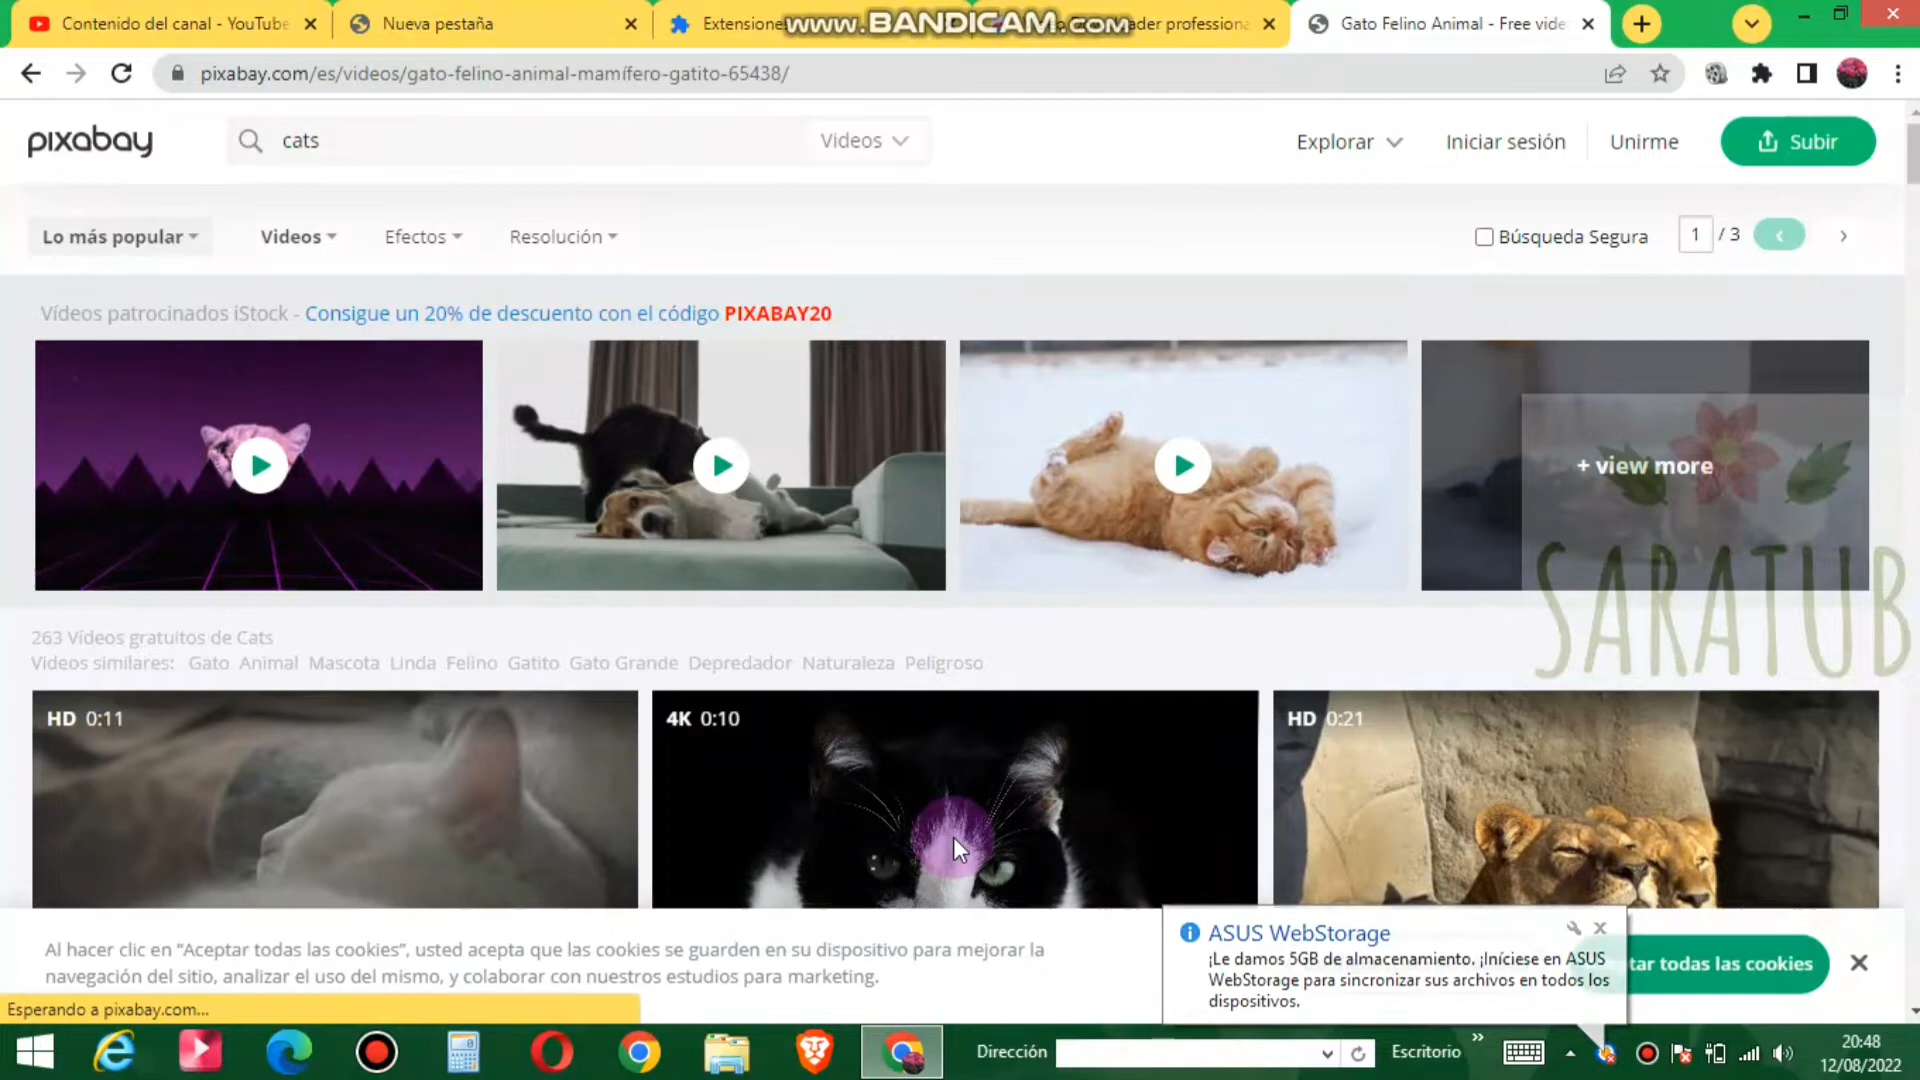 Contenido del canal - YouTube
Nueva pestaña
Extensione
www.BANDICAM.com
ader professiona
Gato Felino Animal - Free vide
pixabay.com/es/videos/gato-felino-animal-mamífero-gatito-65438/
pixabay
cats
Videos
Explorar
Iniciar sesión
Unirme
Subir
Lo más popular
Videos
Efectos
Resolución
Búsqueda Segura
1 / 3
Vídeos patrocinados iStock - Consigue un 20% de descuento con el código PIXABAY20
+ view more
SARATUB
263 Vídeos gratuitos de Cats
Videos similares: Gato Animal Mascota Linda Felino Gatito Gato Grande Depredador Naturaleza Peligroso
HD 0:11
4K 0:10
HD 0:21
Al hacer clic en “Aceptar todas las cookies”, usted acepta que las cookies se guarden en su dispositivo para mejorar la
navegación del sitio, analizar el uso del mismo, y colaborar con nuestros estudios para marketing.
tar todas las cookies
ASUS WebStorage
¡Le damos 5GB de almacenamiento. ¡Iníciese en ASUS
WebStorage para sincronizar sus archivos en todos los
dispositivos.
Esperando a pixabay.com...
Dirección
Escritorio
20:48
12/08/2022